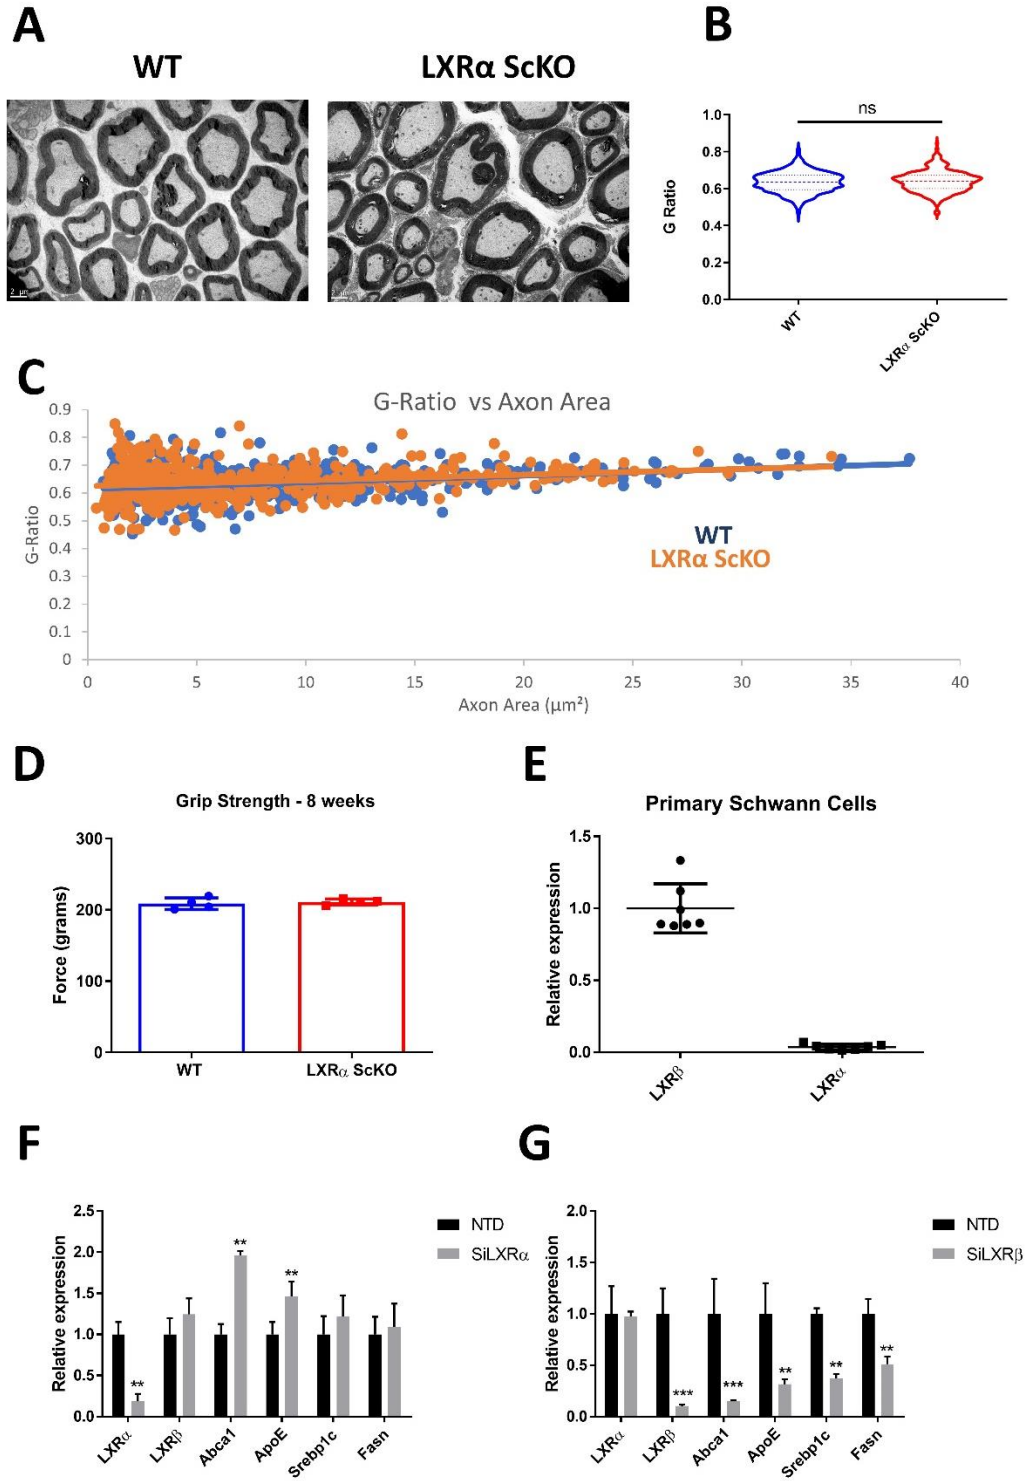 A
WT
LXRα ScKO
2 µm
B
ns
1.0
0.8
0.6
0.4
0.2
0.0
G Ratio
WT
LXRα ScKO
C
G-Ratio vs Axon Area
0.9
0.8
0.7
0.6
0.5
0.4
0.3
0.2
0.1
0
G-Ratio
WT
LXRα ScKO
0 5 10 15 20 25 30 35 40
Axon Area (µm²)
D
Grip Strength - 8 weeks
300
200
100
0
Force (grams)
WT
LXRα ScKO
E
Primary Schwann Cells
1.5
1.0
0.5
0.0
Relative expression
LXRβ
LXRα
F
2.5
2.0
1.5
1.0
0.5
0.0
Relative expression
**
**
**
NTD
SiLXRα
LXRα
LXRβ
Abca1
ApoE
Srebp1c
Fasn
G
2.0
1.5
1.0
0.5
0.0
Relative expression
***
***
**
**
**
NTD
SiLXRβ
LXRα
LXRβ
Abca1
ApoE
Srebp1c
Fasn